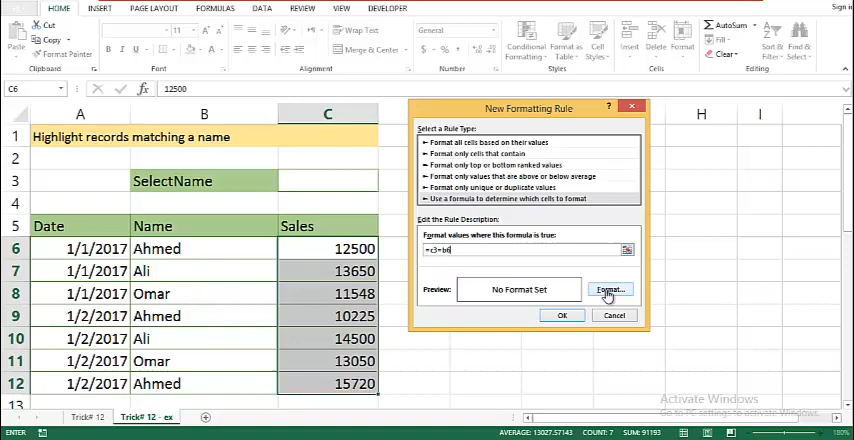 HOME INSERT PAGE LAYOUT FORMULAS DATA REVIEW VIEW DEVELOPER
Cut
Copy
Format Painter
Paste
Clipboard
11
B I U
Font
Wrap Text
Merge & Center
Alignment
General
$ % ,
Number
Conditional Formatting
Format as Table
Cell Styles
Styles
Insert
Delete
Format
Cells
AutoSum
Fill
Clear
Sort & Filter
Find & Select
Editing
C6 fx 12500
A B C H I
1 Highlight records matching a name
2
3 SelectName
4
5 Date Name Sales
6 1/1/2017 Ahmed 12500
7 1/1/2017 Ali 13650
8 1/1/2017 Omar 11548
9 1/2/2017 Ahmed 10225
10 1/2/2017 Ali 14500
11 1/2/2017 Omar 13050
12 1/2/2017 Ahmed 15720
13
New Formatting Rule ? x
Select a Rule Type:
► Format all cells based on their values
► Format only cells that contain
► Format only top or bottom ranked values
► Format only values that are above or below average
► Format only unique or duplicate values
► Use a formula to determine which cells to format
Edit the Rule Description:
Format values where this formula is true:
=c3=b6
Preview: No Format Set Format...
OK Cancel
Activate Windows
Go to PC settings to activate Windows.
Trick# 12 Trick# 12 - ex
ENTER AVERAGE: 13027.57143 COUNT: 7 SUM: 91193 180%